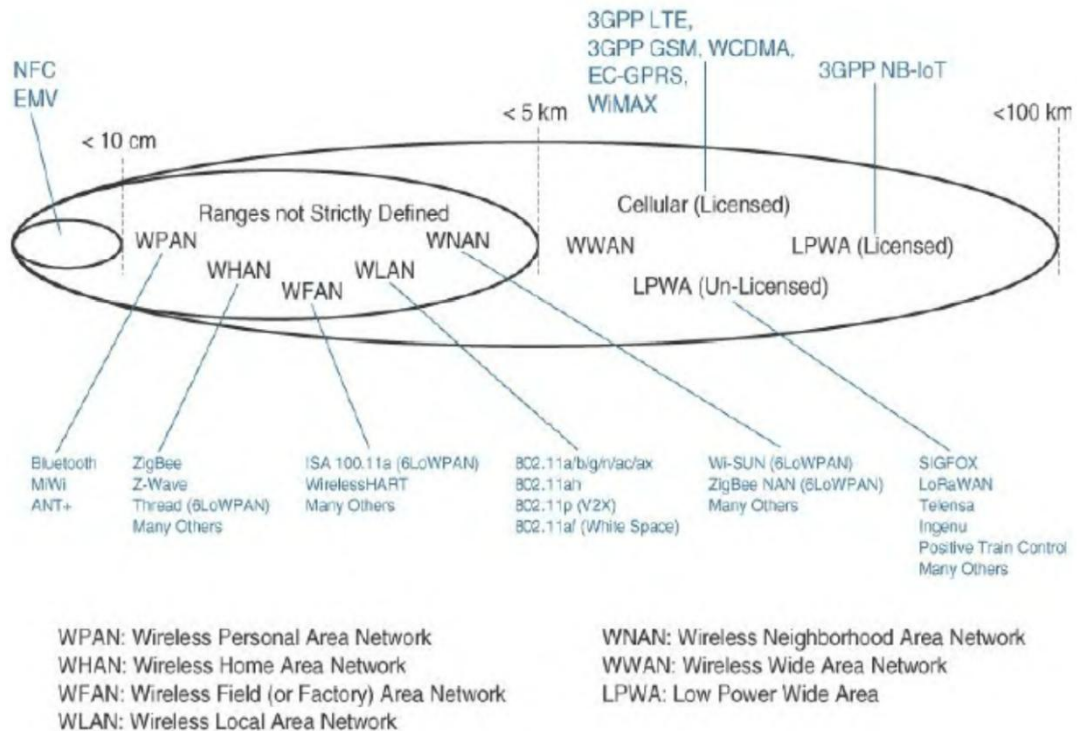 3GPP LTE,
3GPP GSM, WCDMA,
EC-GPRS,
WiMAX
3GPP NB-IoT
NFC
EMV
< 10 cm
< 5 km
<100 km
Ranges not Strictly Defined
Cellular (Licensed)
WPAN
WNAN
WWAN
LPWA (Licensed)
WHAN
WLAN
WFAN
LPWA (Un-Licensed)
Bluetooth
MiWi
ANT+
ZigBee
Z-Wave
Thread (6LoWPAN)
Many Others
ISA 100.11a (6LoWPAN)
WirelessHART
Many Others
802.11a/b/g/n/ac/ax
802.11ah
802.11p (V2X)
802.11af (White Space)
Wi-SUN (6LoWPAN)
ZigBee NAN (6LoWPAN)
Many Others
SIGFOX
LoRaWAN
Telensa
Ingenu
Positive Train Control
Many Others
WPAN: Wireless Personal Area Network
WHAN: Wireless Home Area Network
WFAN: Wireless Field (or Factory) Area Network
WLAN: Wireless Local Area Network
WNAN: Wireless Neighborhood Area Network
WWAN: Wireless Wide Area Network
LPWA: Low Power Wide Area